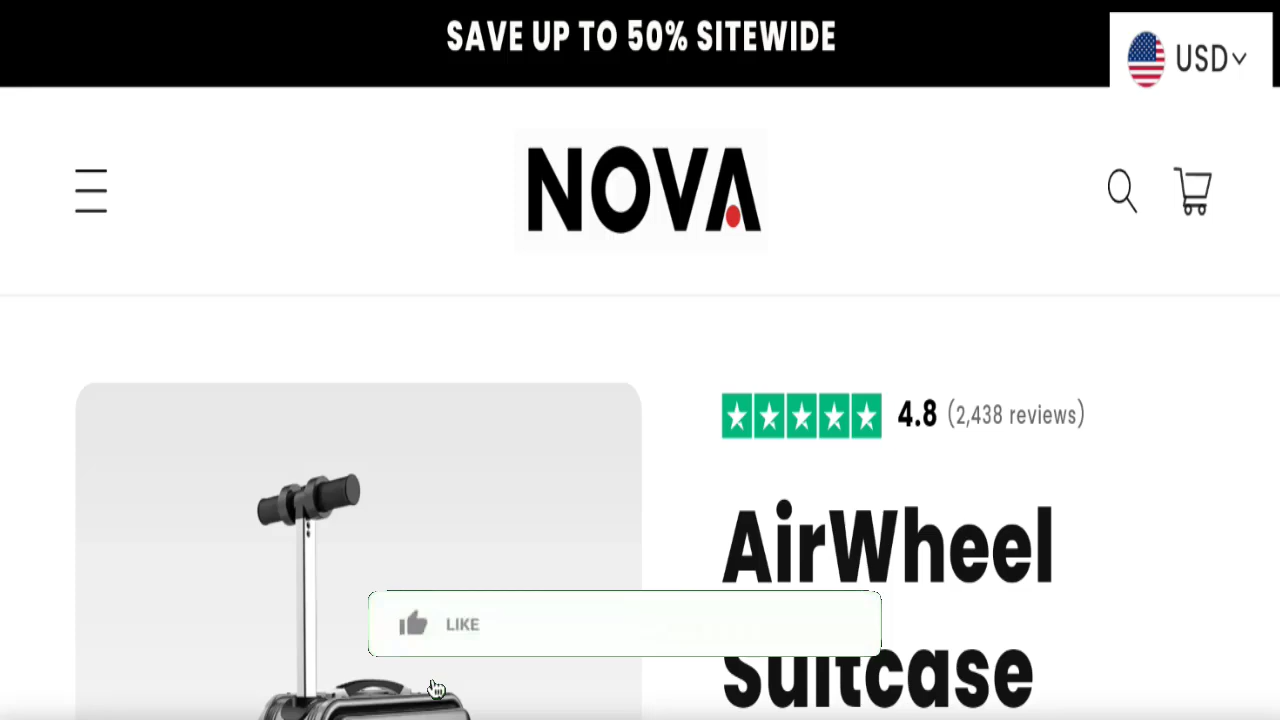 SAVE UP TO 50% SITEWIDE
USD
NOVA
4.8 (2,438 reviews)
AirWheel
LIKE
Suitcase